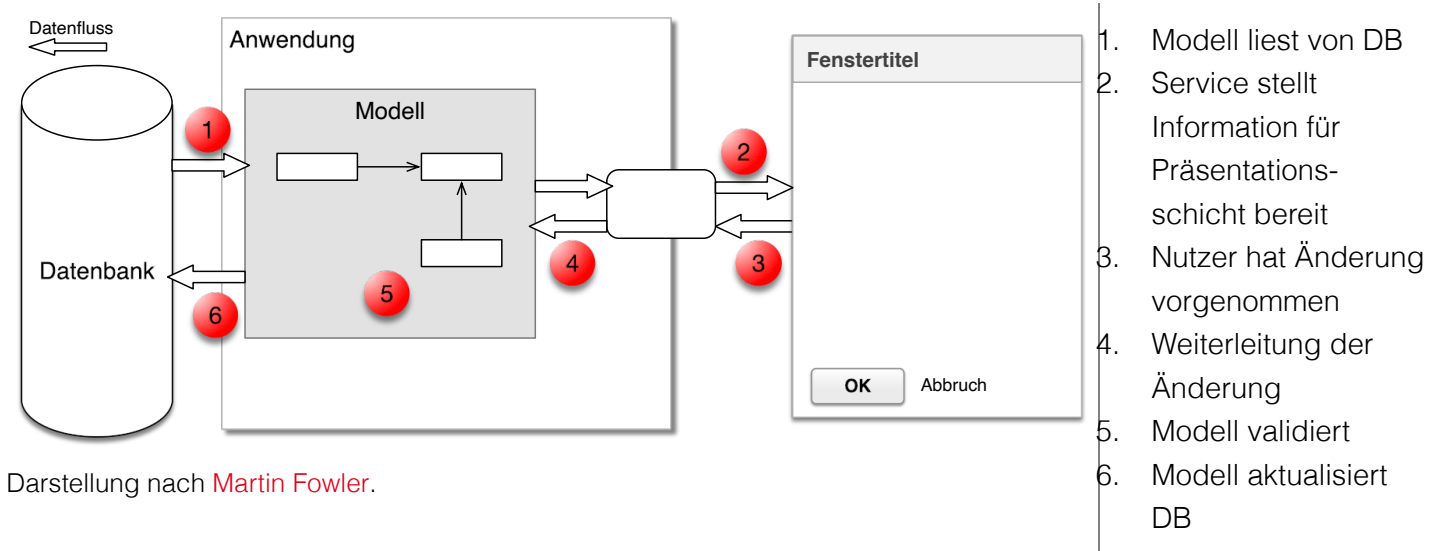 Datenfluss
Anwendung
Modell
Datenbank
1
2
3
4
5
6
Fenstertitel
OK Abbruch
Darstellung nach Martin Fowler.
1. Modell liest von DB
2. Service stellt
Information für
Präsentations-
schicht bereit
3. Nutzer hat Änderung
vorgenommen
4. Weiterleitung der
Änderung
5. Modell validiert
6. Modell aktualisiert
DB